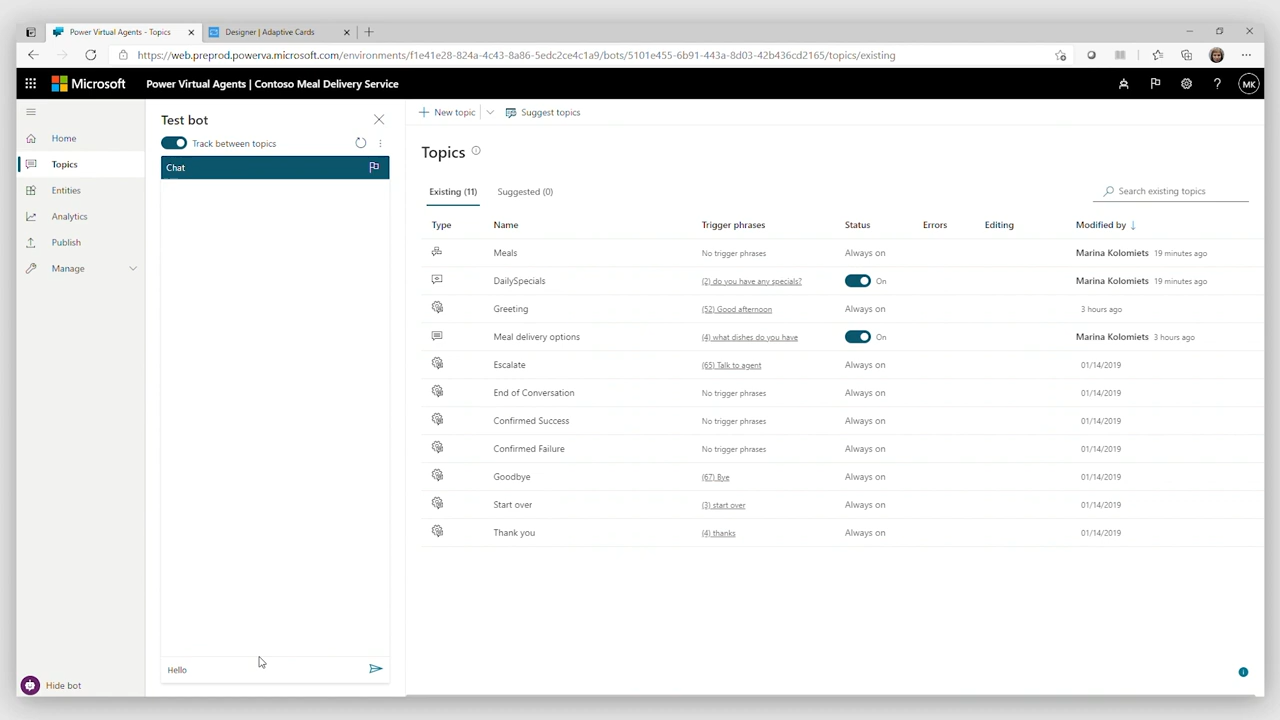 Power Virtual Agents - Topics
Designer | Adaptive Cards
https://web.preprod.powerva.microsoft.com/environments/f1e41e28-824a-4c43-8a86-5edc2ce4c1a9/bots/5101e455-6b91-443a-8d03-42b436cd2165/topics/existing
Microsoft Power Virtual Agents | Contoso Meal Delivery Service MK
Home
Topics
Entities
Analytics
Publish
Manage
Hide bot
Test bot
Track between topics
Chat
Hello
New topic Suggest topics
Topics
Existing (11) Suggested (0) Search existing topics
Type Name Trigger phrases Status Errors Editing Modified by ↓
Meals No trigger phrases Always on Marina Kolomiets 19 minutes ago
DailySpecials (2) do you have any specials? On Marina Kolomiets 19 minutes ago
Greeting (52) Good afternoon Always on 3 hours ago
Meal delivery options (4) what dishes do you have On Marina Kolomiets 3 hours ago
Escalate (65) Talk to agent Always on 01/14/2019
End of Conversation No trigger phrases Always on 01/14/2019
Confirmed Success No trigger phrases Always on 01/14/2019
Confirmed Failure No trigger phrases Always on 01/14/2019
Goodbye (67) Bye Always on 01/14/2019
Start over (3) start over Always on 01/14/2019
Thank you (4) thanks Always on 01/14/2019